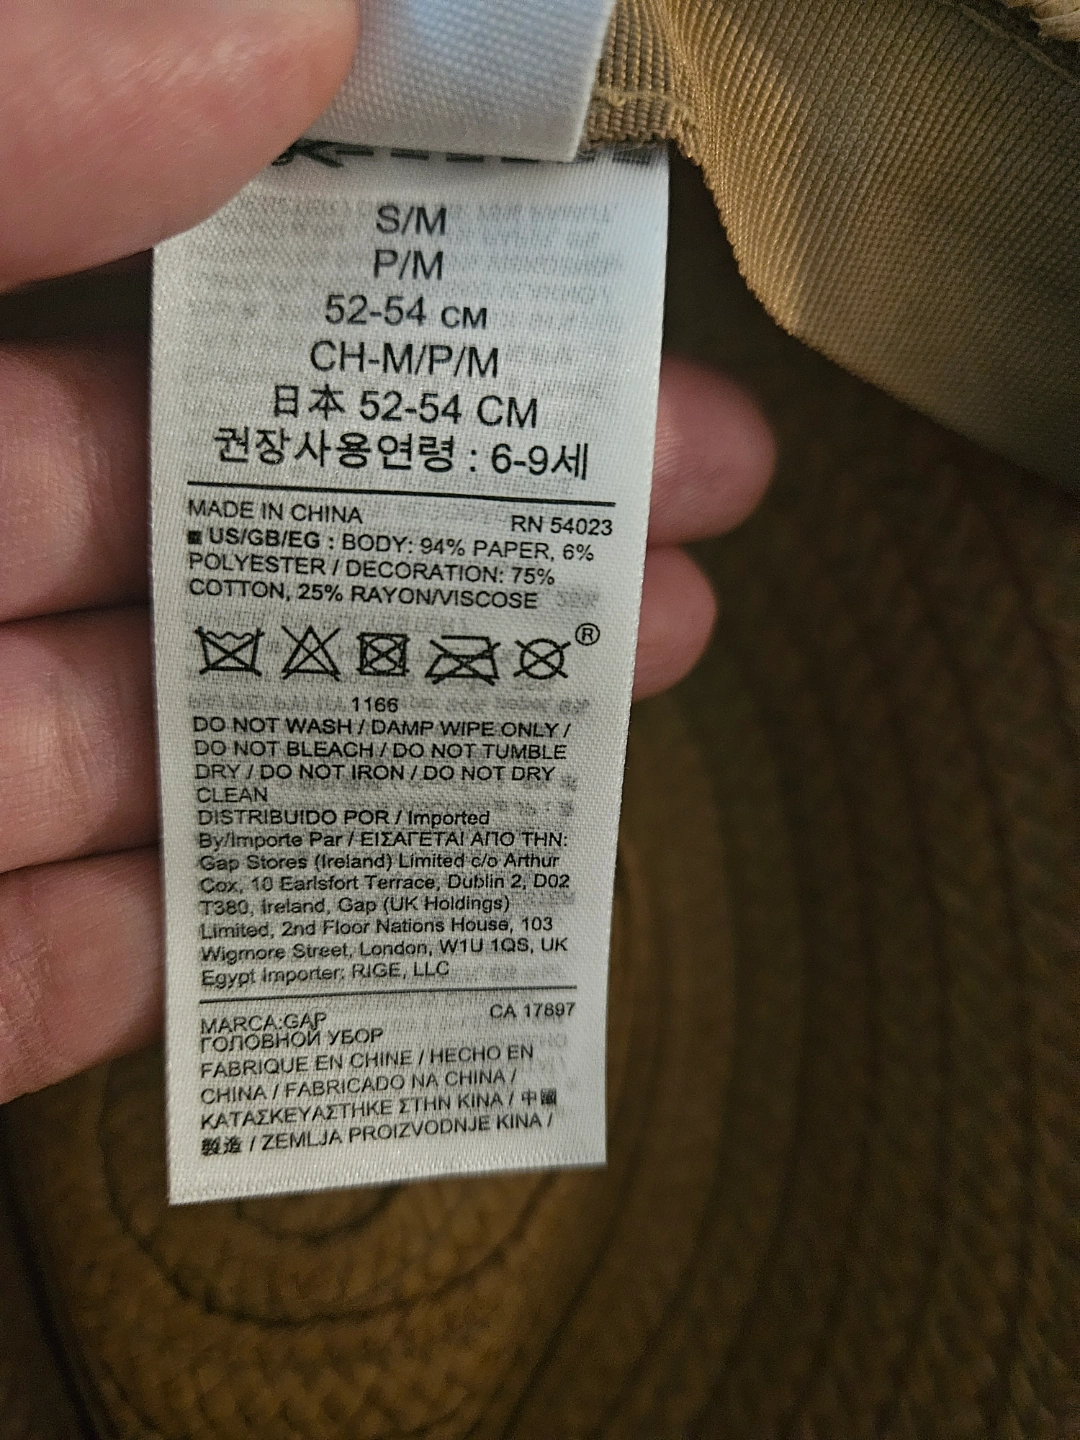 S/M
P/M
52-54 CM
CH-M/P/M
日本 52-54 CM
권장사용연령 : 6-9세
MADE IN CHINA RN 54023
■ US/GB/EG : BODY: 94% PAPER, 6%
POLYESTER / DECORATION: 75%
COTTON, 25% RAYON/VISCOSE
®
1166
DO NOT WASH / DAMP WIPE ONLY /
DO NOT BLEACH / DO NOT TUMBLE
DRY / DO NOT IRON / DO NOT DRY
CLEAN
DISTRIBUIDO POR / Imported
By/Importe Par / ΕΙΣΑΓΕΤΑΙ ΑΠΟ ΤΗΝ:
Gap Stores (Ireland) Limited c/o Arthur
Cox, 10 Earlsfort Terrace, Dublin 2, D02
T380, Ireland, Gap (UK Holdings)
Limited, 2nd Floor Nations House, 103
Wigmore Street, London, W1U 1QS, UK
Egypt Importer: RIGE, LLC
CA 17897
MARCA:GAP
ГОЛОВНОЙ УБОР
FABRIQUE EN CHINE / HECHO EN
CHINA / FABRICADO NA CHINA /
ΚΑΤΑΣΚΕΥΑΣΤΗΚΕ ΣΤΗΝ ΚΙΝΑ / 中國
製造 / ZEMLJA PROIZVODNJE KINA /